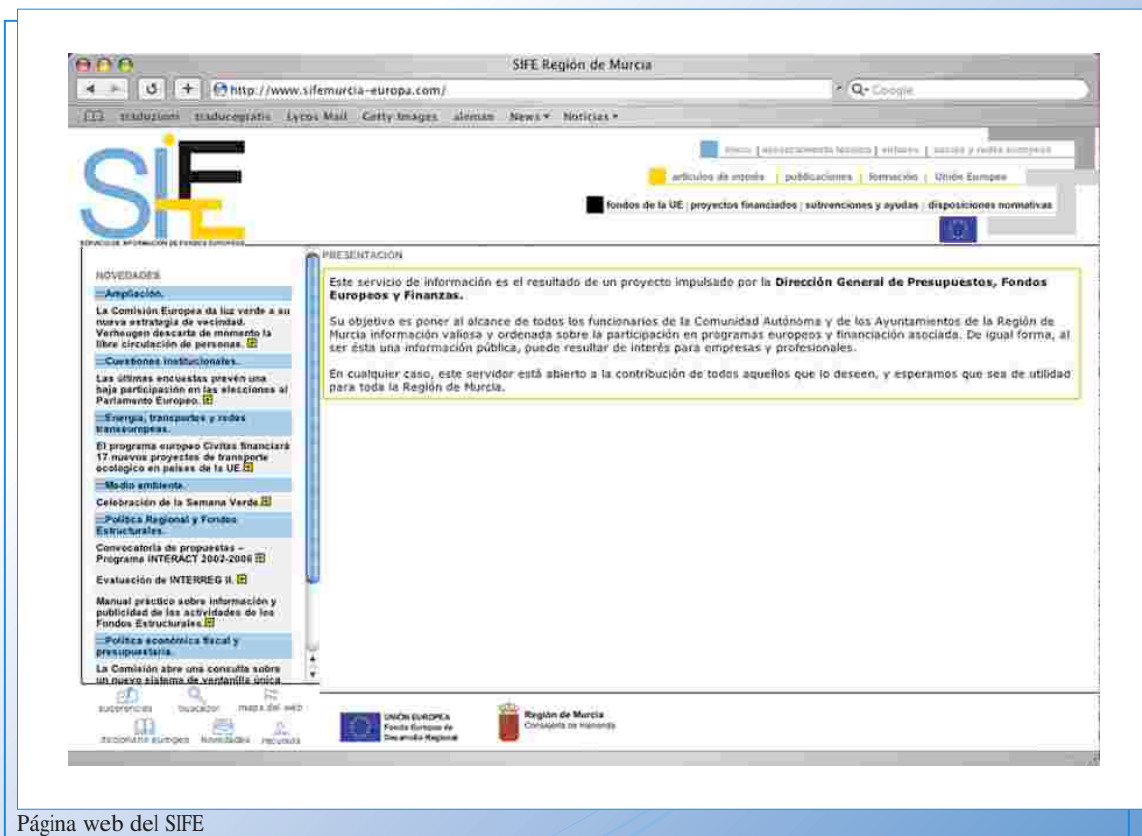 SIFE Región de Murcia
http://www.sifemurcia-europa.com/
Google
traduzioni traducegratis Lycos Mail Getty Images aleman News Noticias
SIFE
SERVICIO DE INFORMACIÓN DE FONDOS EUROPEOS
inicio | asesoramiento técnico | enlaces | socios y redes europeas
artículos de interés | publicaciones | formación | Unión Europea
fondos de la UE | proyectos financiados | subvenciones y ayudas | disposiciones normativas
NOVEDADES
:::Ampliación.
La Comisión Europea da luz verde a su
nueva estrategia de vecindad.
Verheugen descarta de momento la
libre circulación de personas.
:::Cuestiones institucionales.
Las últimas encuestas prevén una
baja participación en las elecciones al
Parlamento Europeo.
:::Energía, transportes y redes
transeuropeas.
El programa europeo Civitas financiará
17 nuevos proyectos de transporte
ecológico en países de la UE.
:::Medio ambiente.
Celebración de la Semana Verde.
:::Política Regional y Fondos
Estructurales.
Convocatoria de propuestas –
Programa INTERACT 2002-2006
Evaluación de INTERREG II.
Manual práctico sobre información y
publicidad de las actividades de los
Fondos Estructurales.
:::Política económica fiscal y
presupuestaria.
La Comisión abre una consulta sobre
un nuevo sistema de ventanilla única
PRESENTACIÓN
Este servicio de información es el resultado de un proyecto impulsado por la Dirección General de Presupuestos, Fondos
Europeos y Finanzas.
Su objetivo es poner al alcance de todos los funcionarios de la Comunidad Autónoma y de los Ayuntamientos de la Región de
Murcia información valiosa y ordenada sobre la participación en programas europeos y financiación asociada. De igual forma, al
ser ésta una información pública, puede resultar de interés para empresas y profesionales.
En cualquier caso, este servidor está abierto a la contribución de todos aquellos que lo deseen, y esperamos que sea de utilidad
para toda la Región de Murcia.
sugerencias buscador mapa del web
diccionario europeo Novedades recursos
UNIÓN EUROPEA
Fondo Europeo de
Desarrollo Regional
Región de Murcia
Consejería de Hacienda
Página web del SIFE